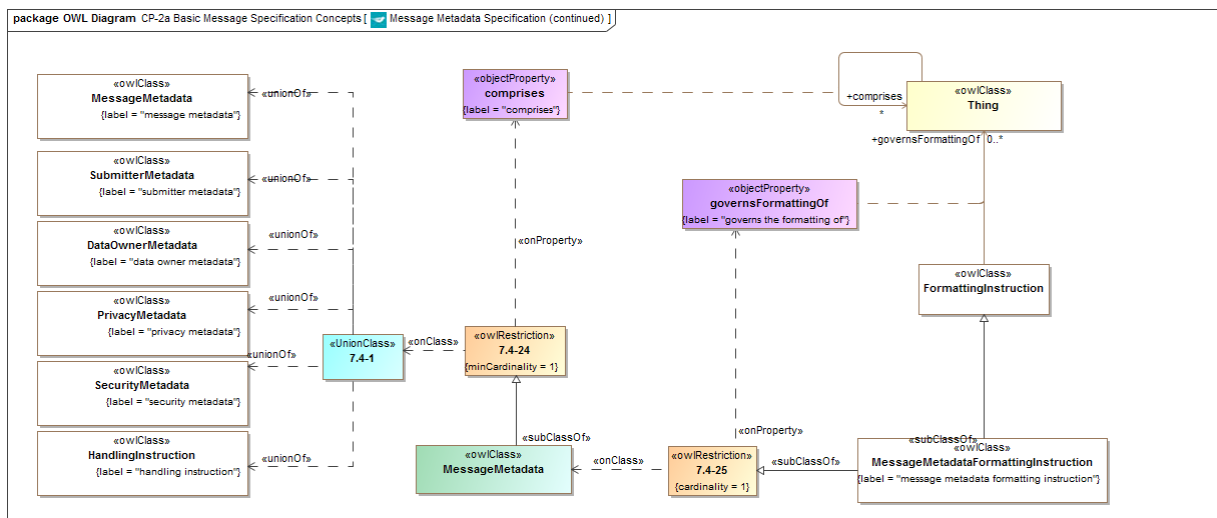 package OWL Diagram CP-2a Basic Message Specification Concepts [ Message Metadata Specification (continued) ]
«owlClass»
MessageMetadata
{label = "message metadata"}
«owlClass»
SubmitterMetadata
{label = "submitter metadata"}
«owlClass»
DataOwnerMetadata
{label = "data owner metadata"}
«owlClass»
PrivacyMetadata
{label = "privacy metadata"}
«owlClass»
SecurityMetadata
{label = "security metadata"}
«owlClass»
HandlingInstruction
{label = "handling instruction"}
«unionOf»
«unionOf»
«unionOf»
«unionOf»
«unionOf»
«unionOf»
«UnionClass»
7.4-1
«onClass»
«objectProperty»
comprises
{label = "comprises"}
«onProperty»
«owlRestriction»
7.4-24
{minCardinality = 1}
«subClassOf»
«owlClass»
MessageMetadata
«onClass»
+comprises
*
«owlClass»
Thing
+governsFormattingOf 0..*
«objectProperty»
governsFormattingOf
{label = "governs the formatting of"}
«onProperty»
«owlClass»
FormattingInstruction
«owlRestriction»
7.4-25
{cardinality = 1}
«subClassOf»
«subClassOf»
«owlClass»
MessageMetadataFormattingInstruction
{label = "message metadata formatting instruction"}